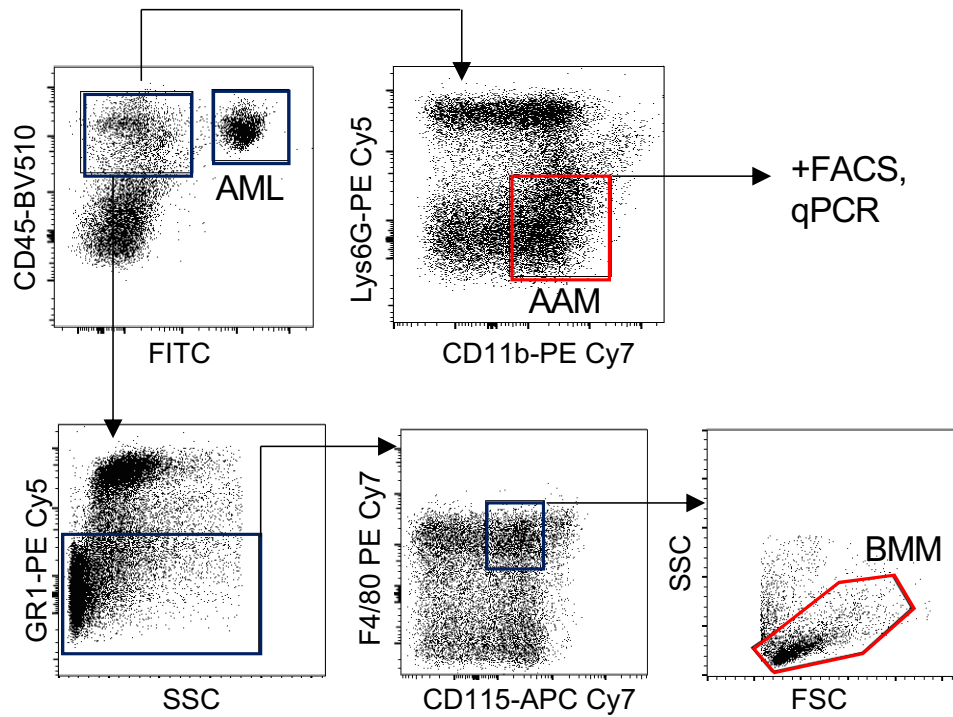 CD45-BV510
AML
FITC
Lys6G-PE Cy5
AAM
CD11b-PE Cy7
+FACS,
qPCR
GR1-PE Cy5
SSC
F4/80 PE Cy7
CD115-APC Cy7
SSC
BMM
FSC